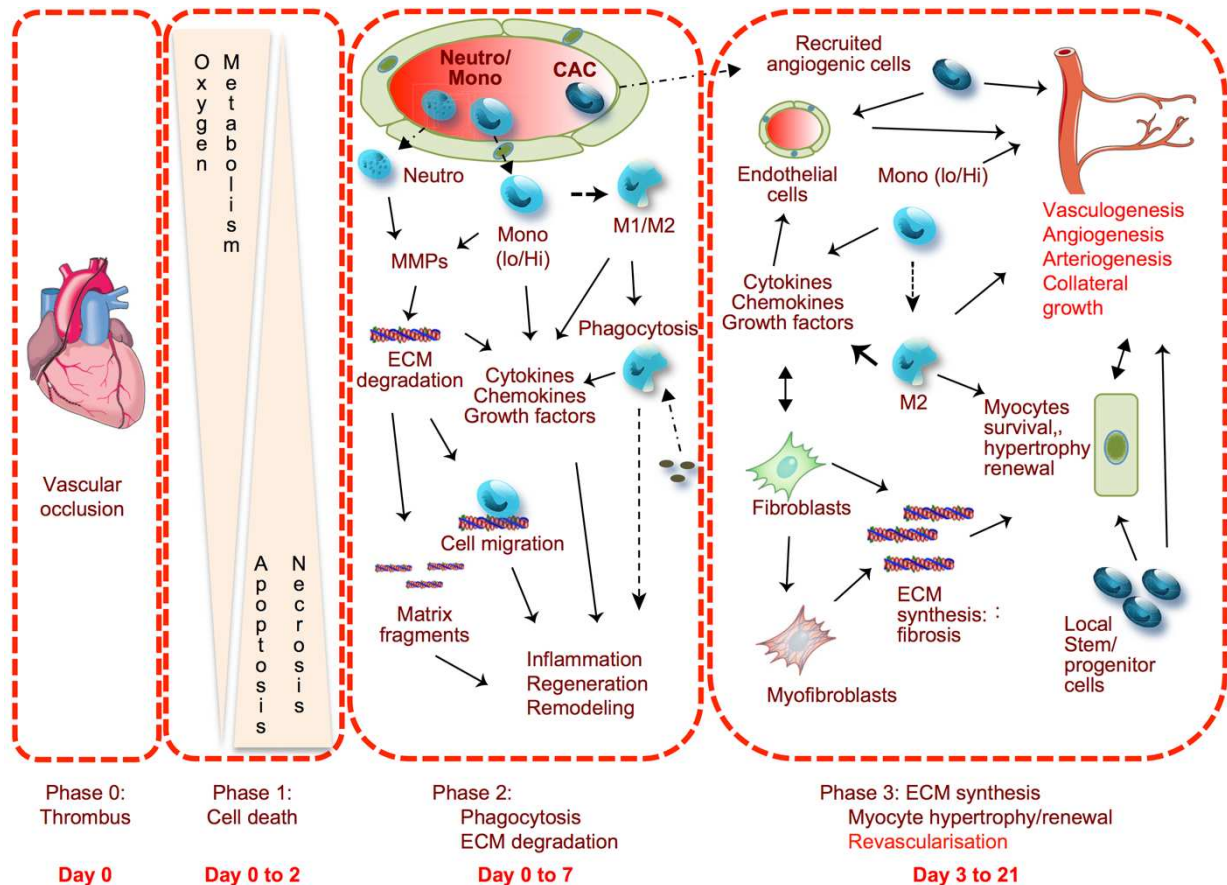 Vascular
occlusion
Oxygen
Metabolism
Apoptosis
Necrosis
Neutro/
Mono
CAC
Neutro
Mono
(lo/Hi)
M1/M2
MMPs
Phagocytosis
ECM
degradation
Cytokines
Chemokines
Growth factors
Cell migration
Matrix
fragments
Inflammation
Regeneration
Remodeling
Recruited
angiogenic cells
Endothelial
cells
Mono (lo/Hi)
Vasculogenesis
Angiogenesis
Arteriogenesis
Collateral
growth
Cytokines
Chemokines
Growth factors
M2
Myocytes
survival,,
hypertrophy
renewal
Fibroblasts
ECM
synthesis: :
fibrosis
Myofibroblasts
Local
Stem/
progenitor
cells
Phase 0:
Thrombus
Day 0
Phase 1:
Cell death
Day 0 to 2
Phase 2:
Phagocytosis
ECM degradation
Day 0 to 7
Phase 3: ECM synthesis
Myocyte hypertrophy/renewal
Revascularisation
Day 3 to 21